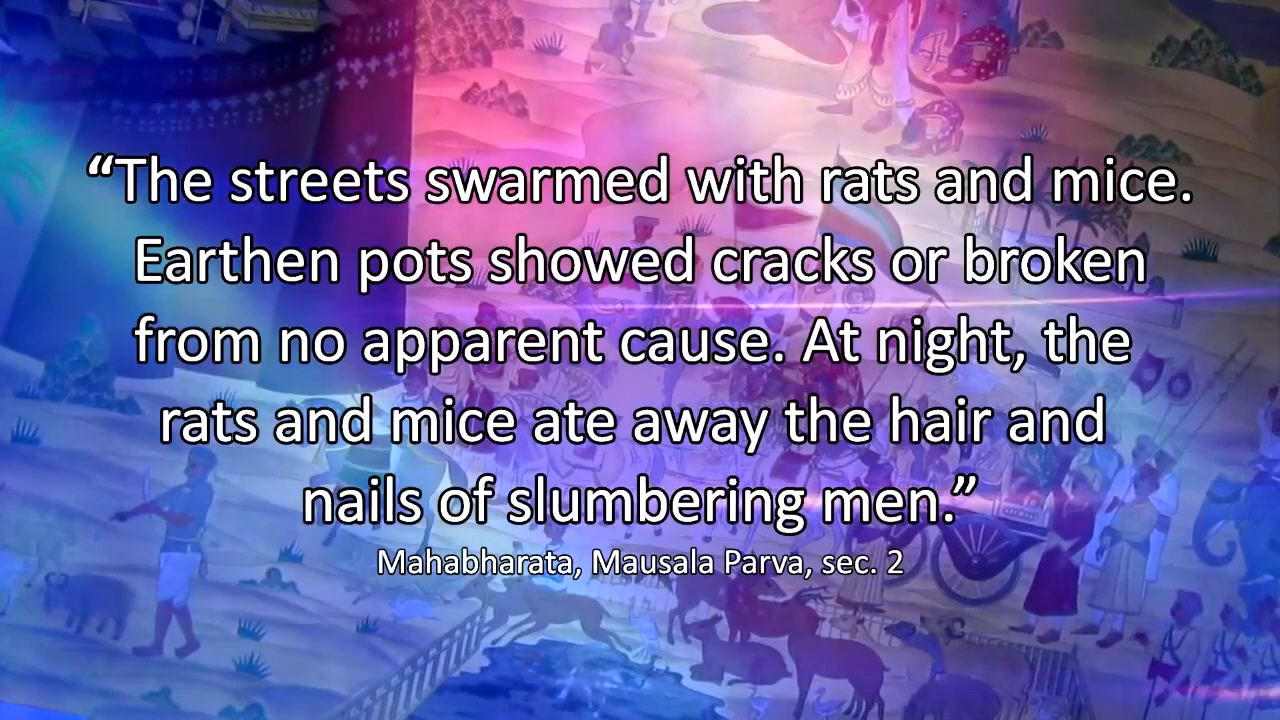 “The streets swarmed with rats and mice.
Earthen pots showed cracks or broken
from no apparent cause. At night, the
rats and mice ate away the hair and
nails of slumbering men.”
Mahabharata, Mausala Parva, sec. 2